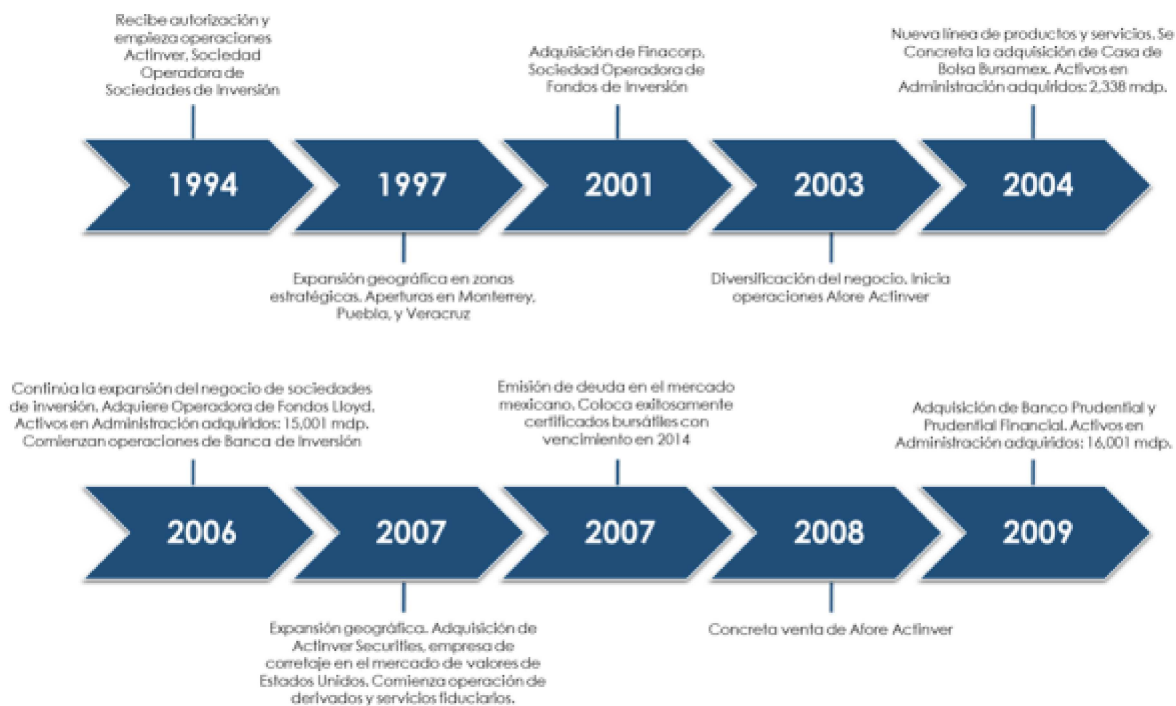 Recibe autorización y
empieza operaciones
Actinver, Sociedad
Operadora de
Sociedades de Inversión
Adquisición de Finacorp,
Sociedad Operadora de
Fondos de Inversión
Nueva línea de productos y servicios. Se
Concreta la adquisición de Casa de
Bolsa Bursamex. Activos en
Administración adquiridos: 2,338 mdp.
1994
1997
2001
2003
2004
Expansión geográfica en zonas
estratégicas. Aperturas en Monterrey,
Puebla, y Veracruz
Diversificación del negocio. Inicia
operaciones Afore Actinver
Continúa la expansión del negocio de sociedades
de inversión. Adquiere Operadora de Fondos Lloyd.
Activos en Administración adquiridos: 15,001 mdp.
Comienzan operaciones de Banca de Inversión
Emisión de deuda en el mercado
mexicano. Coloca exitosamente
certificados bursátiles con
vencimiento en 2014
Adquisición de Banco Prudential y
Prudential Financial. Activos en
Administración adquiridos: 16,001 mdp.
2006
2007
2007
2008
2009
Expansión geográfica. Adquisición de
Actinver Securities, empresa de
corretaje en el mercado de valores de
Estados Unidos. Comienza operación de
derivados y servicios fiduciarios.
Concreta venta de Afore Actinver